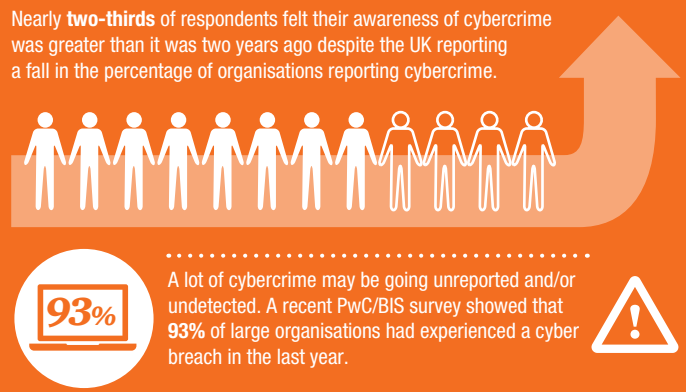 Nearly two-thirds of respondents felt their awareness of cybercrime
was greater than it was two years ago despite the UK reporting
a fall in the percentage of organisations reporting cybercrime.
93%
A lot of cybercrime may be going unreported and/or
undetected. A recent PwC/BIS survey showed that
93% of large organisations had experienced a cyber
breach in the last year.
!